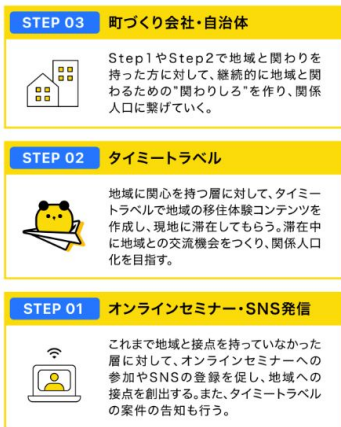 STEP 03 町づくり会社・自治体
Step1やStep2で地域と関わりを
持った方に対して、継続的に地域と関
わるための"関わりしろ"を作り、関係
人口に繋げていく。
STEP 02 タイミートラベル
地域に関心を持つ層に対して、タイミー
トラベルで地域の移住体験コンテンツを
作成し、現地に滞在してもらう。滞在中
に地域との交流機会をつくり、関係人口
化を目指す。
STEP 01 オンラインセミナー・SNS発信
これまで地域と接点を持っていなかった
層に対して、オンラインセミナーへの
参加やSNSの登録を促し、地域への
接点を創出する。また、タイミートラベル
の案件の告知も行う。